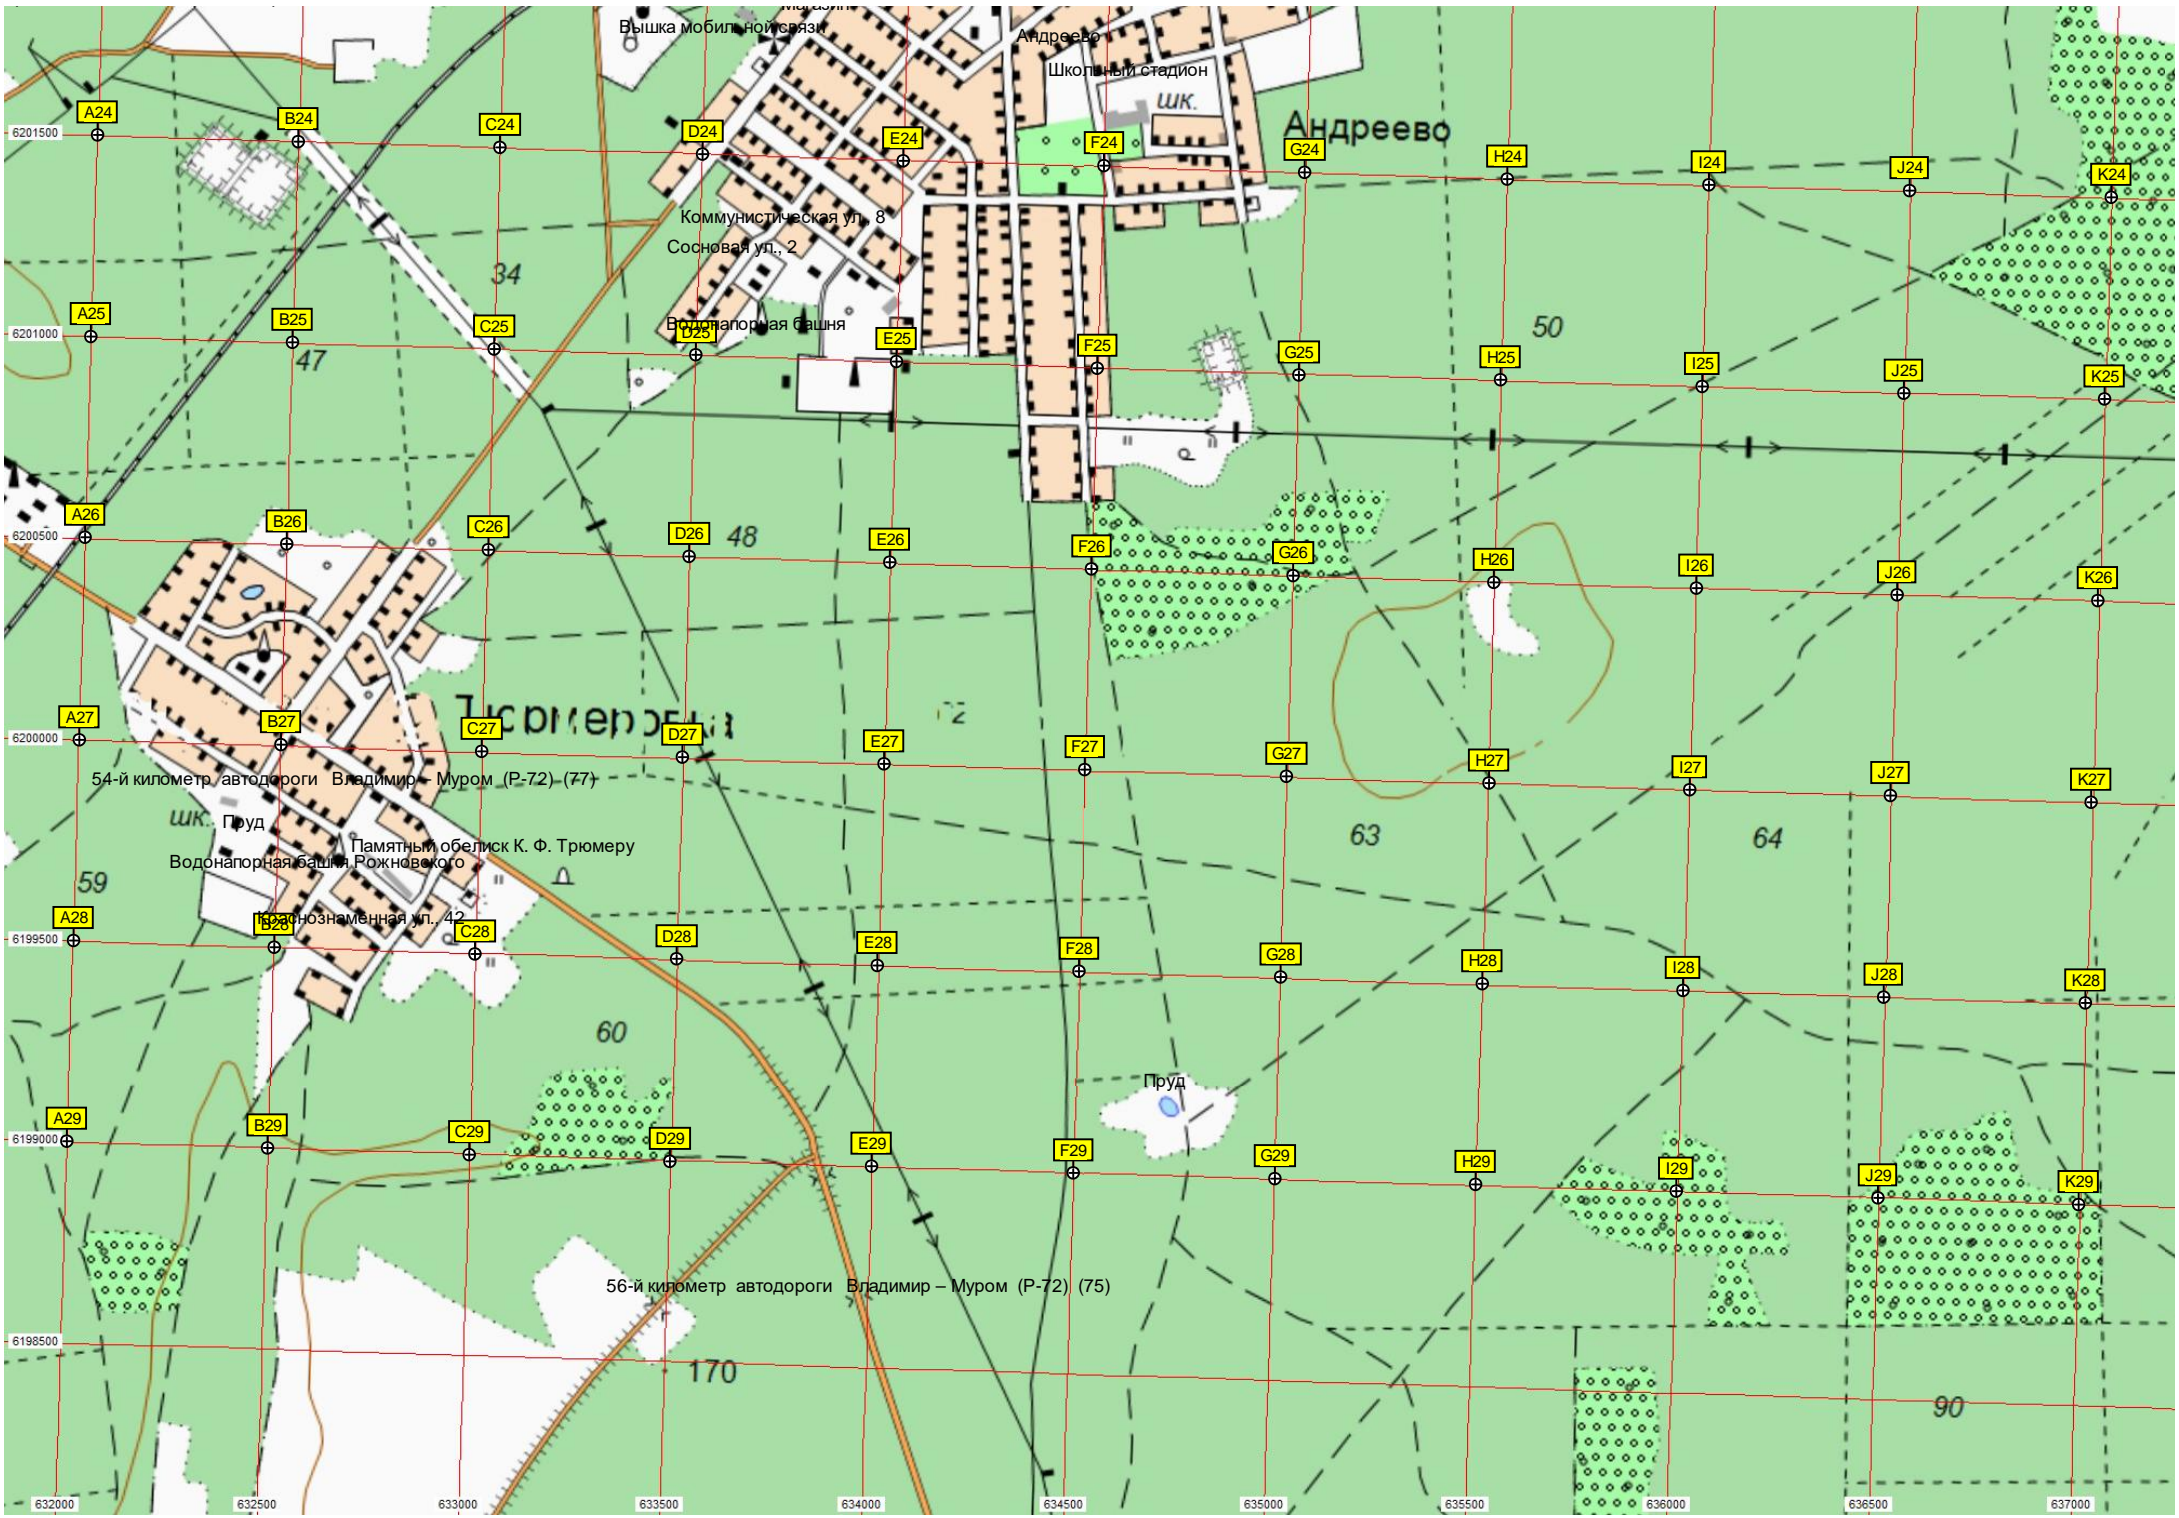 Магазин
Вышка мобильной связи
Андреево
Школьный стадион
шк.
Андреево
A24
B24
C24
D24
E24
F24
G24
H24
I24
J24
K24
6201500
Коммунистическая ул., 8
Сосновая ул., 2
34
50
Водонапорная башня
A25
B25
C25
D25
E25
F25
G25
H25
I25
J25
K25
6201000
47
48
A26
B26
C26
D26
E26
F26
G26
H26
I26
J26
K26
6200500
A27
B27
C27
D27
E27
F27
G27
H27
I27
J27
K27
6200000
54-й километр автодороги Владимир – Муром (Р-72) (77)
шк.
Пруд
63
64
Памятный обелиск К. Ф. Трюмеру
Водонапорная башня Рожновского
59
Краснознаменная ул., 42
A28
B28
C28
D28
E28
F28
G28
H28
I28
J28
K28
6199500
60
Пруд
A29
B29
C29
D29
E29
F29
G29
H29
I29
J29
K29
6199000
56-й километр автодороги Владимир – Муром (Р-72) (75)
6198500
170
90
632000
632500
633000
633500
634000
634500
635000
635500
636000
636500
637000